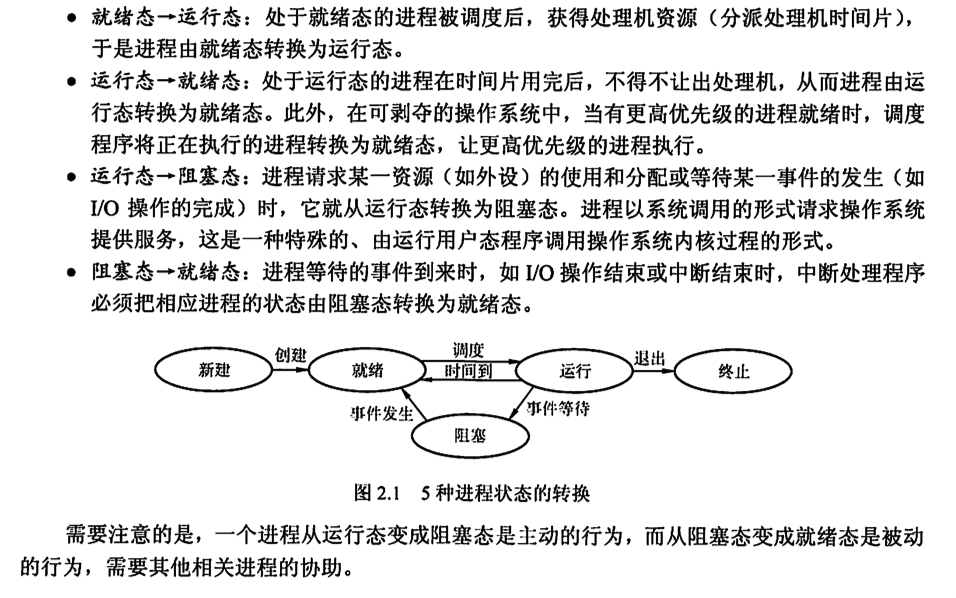 ● 就绪态→运行态：处于就绪态的进程被调度后，获得处理机资源（分派处理机时间片），
于是进程由就绪态转换为运行态。
● 运行态→就绪态：处于运行态的进程在时间片用完后，不得不让出处理机，从而进程由运
行态转换为就绪态。此外，在可剥夺的操作系统中，当有更高优先级的进程就绪时，调度
程序将正在执行的进程转换为就绪态，让更高优先级的进程执行。
● 运行态→阻塞态：进程请求某一资源（如外设）的使用和分配或等待某一事件的发生（如
I/O 操作的完成）时，它就从运行态转换为阻塞态。进程以系统调用的形式请求操作系统
提供服务，这是一种特殊的、由运行用户态程序调用操作系统内核过程的形式。
● 阻塞态→就绪态：进程等待的事件到来时，如 I/O 操作结束或中断结束时，中断处理程序
必须把相应进程的状态由阻塞态转换为就绪态。
新建 创建 就绪 调度 时间到 运行 退出 终止
事件发生 事件等待
阻塞
图 2.1 5 种进程状态的转换
需要注意的是，一个进程从运行态变成阻塞态是主动的行为，而从阻塞态变成就绪态是被动
的行为，需要其他相关进程的协助。